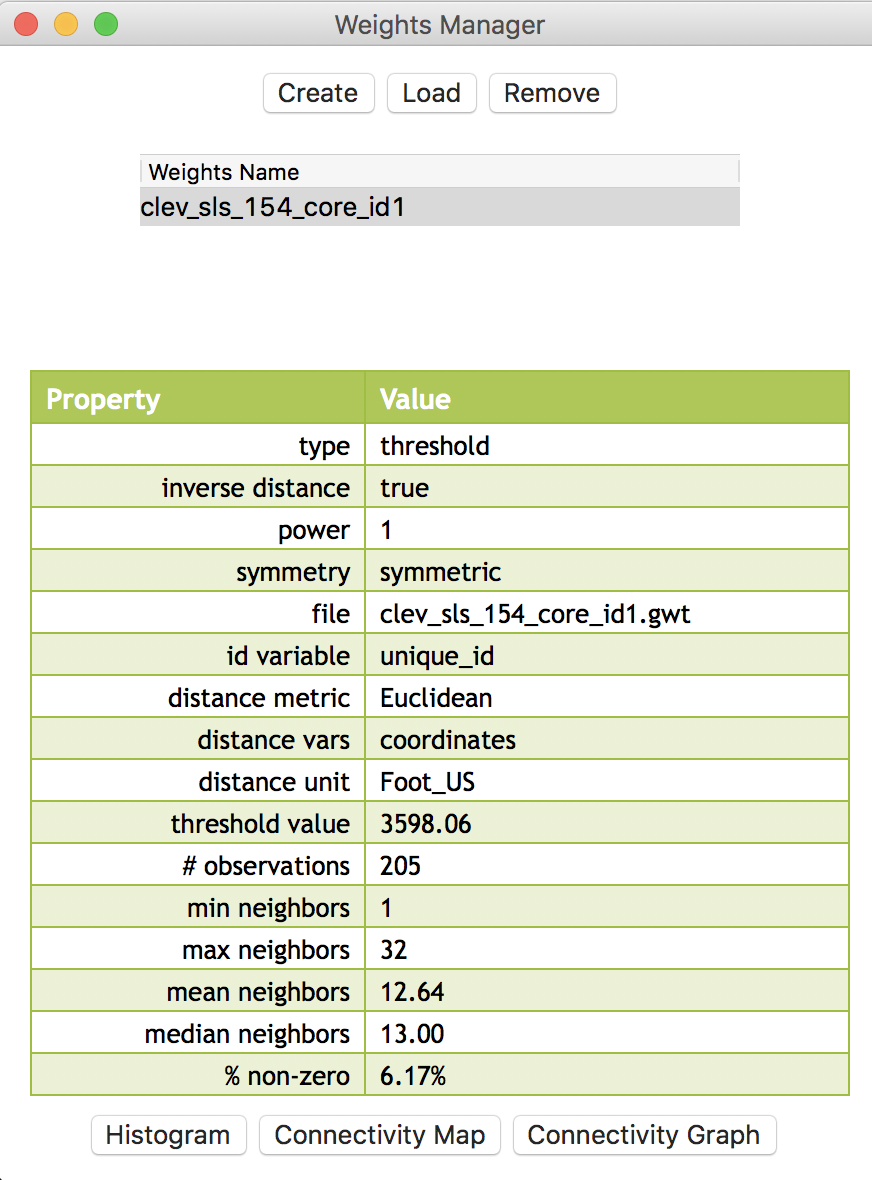 Weights Manager
Create Load Remove
Weights Name
clev_sls_154_core_id1
Property Value
type threshold
inverse distance true
power 1
symmetry symmetric
file clev_sls_154_core_id1.gwt
id variable unique_id
distance metric Euclidean
distance vars coordinates
distance unit Foot_US
threshold value 3598.06
# observations 205
min neighbors 1
max neighbors 32
mean neighbors 12.64
median neighbors 13.00
% non-zero 6.17%
Histogram Connectivity Map Connectivity Graph